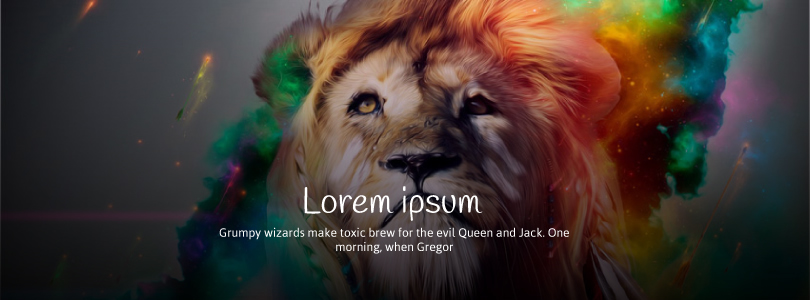 Lorem ipsum
Grumpy wizards make toxic brew for the evil Queen and Jack. One
morning, when Gregor